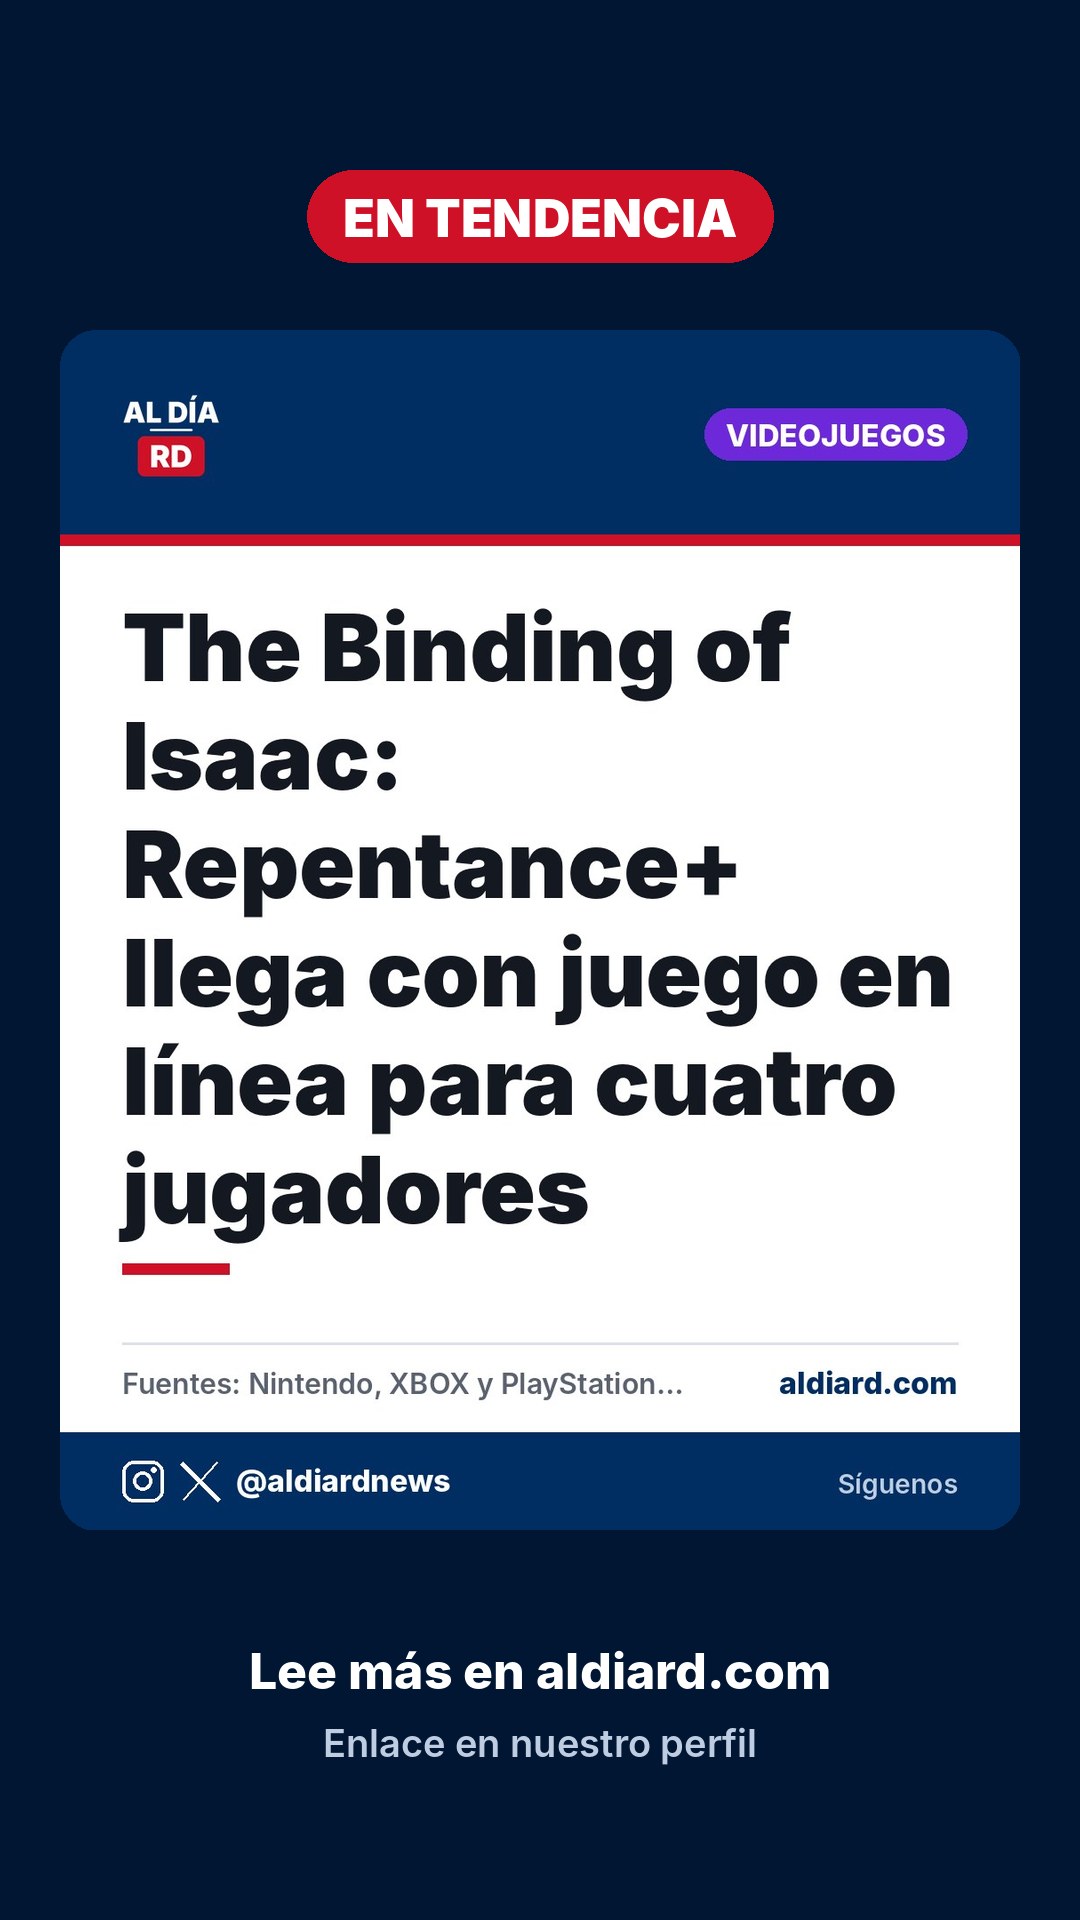 EN TENDENCIA
AL DÍA
RD
VIDEOJUEGOS
The Binding of
Isaac:
Repentance+
llega con juego en
línea para cuatro
jugadores
Fuentes: Nintendo, XBOX y PlayStation...
aldiard.com
@aldiardnews
Síguenos
Lee más en aldiard.com
Enlace en nuestro perfil